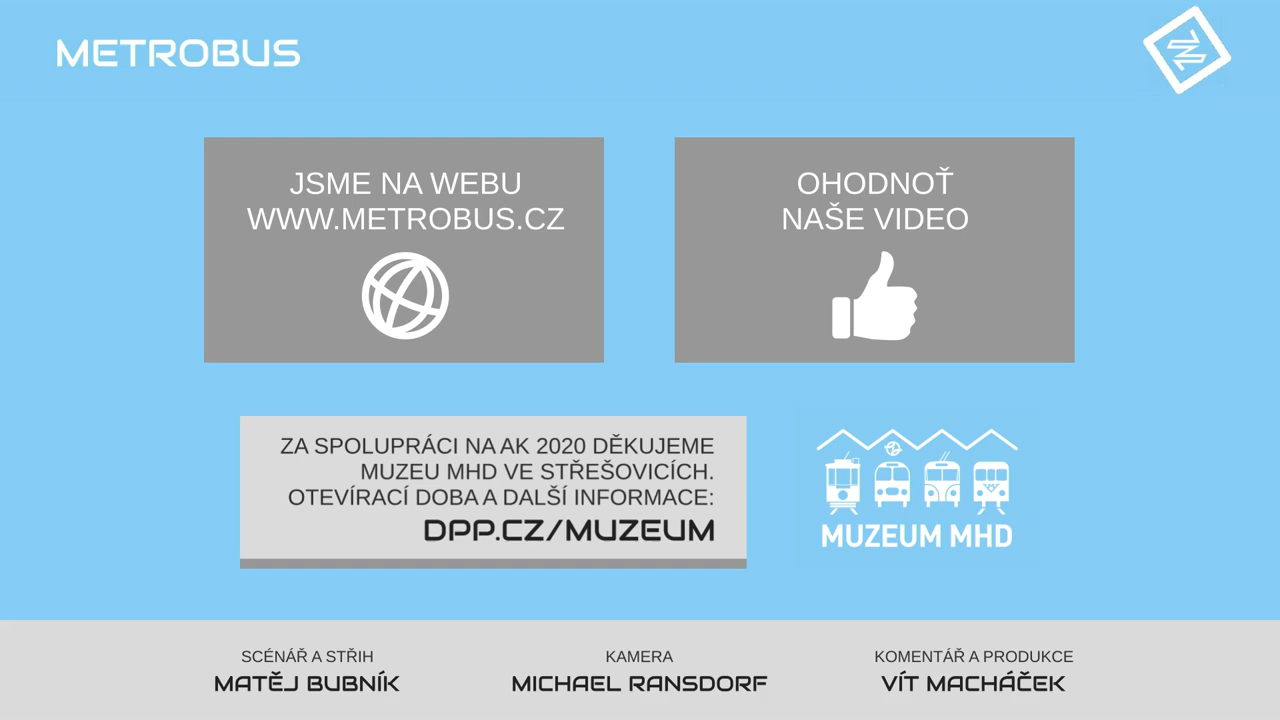 METROBUS
JSME NA WEBU
WWW.METROBUS.CZ
OHODNOŤ
NAŠE VIDEO
ZA SPOLUPRÁCI NA AK 2020 DĚKUJEME
MUZEU MHD VE STŘEŠOVICÍCH.
OTEVÍRACÍ DOBA A DALŠÍ INFORMACE:
DPP.CZ/MUZEUM
MUZEUM MHD
SCÉNÁŘ A STŘIH
MATĚJ BUBNÍK
KAMERA
MICHAEL RANSDORF
KOMENTÁŘ A PRODUKCE
VÍT MACHÁČEK